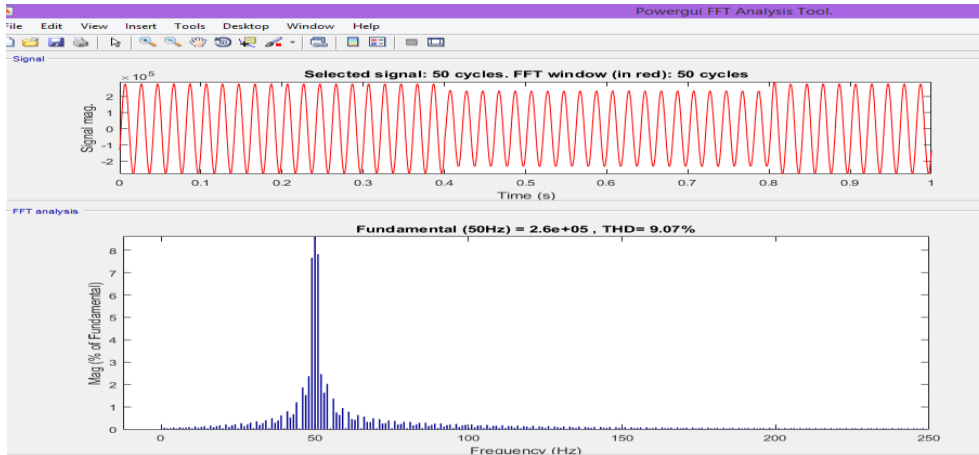 Powergui FFT Analysis Tool.
File Edit View Insert Tools Desktop Window Help
Signal
× 10⁵
Selected signal: 50 cycles. FFT window (in red): 50 cycles
2
1
0
-1
-2
Signal mag.
0 0.1 0.2 0.3 0.4 0.5 0.6 0.7 0.8 0.9 1
Time (s)
FFT analysis
Fundamental (50Hz) = 2.6e+05 , THD= 9.07%
8
7
6
5
4
3
2
1
0
Mag (% of Fundamental)
0 50 100 150 200 250
Frequency (Hz)